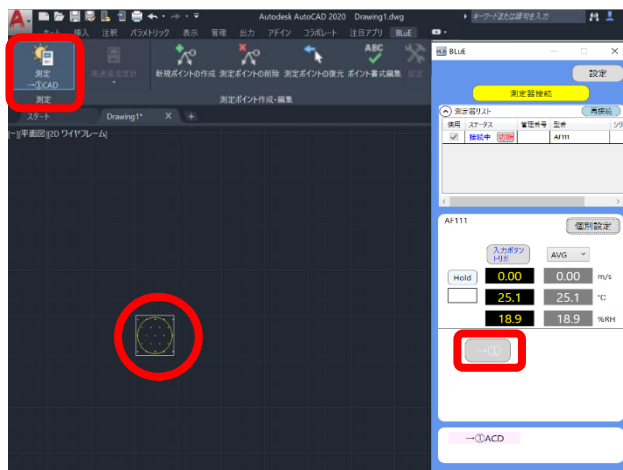 Autodesk AutoCAD 2020 Drawing1.dwg
キーワードまたは語句を入力
ホーム 挿入 注釈 パラメトリック 表示 管理 出力 アドイン コラボレート 注目アプリ BLuE
測定
→①CAD
新規ポイントの作成 測定ポイントの削除 測定ポイントの復元 ポイント書式編集 設定
ABC
測定
測定ポイント作成・編集
スタート Drawing1* X +
[-][平面図][2D ワイヤフレーム]
BLuE
設定
測定器接続
測定器リスト 再接続
使用 ステータス 管理番号 型番 シリ
接続中 切断 AF111
AF111 個別設定
入力ボタン
トリガ
AVG
Hold 0.00 0.00 m/s
25.1 25.1 ℃
18.9 18.9 %RH
→①
→①ACD